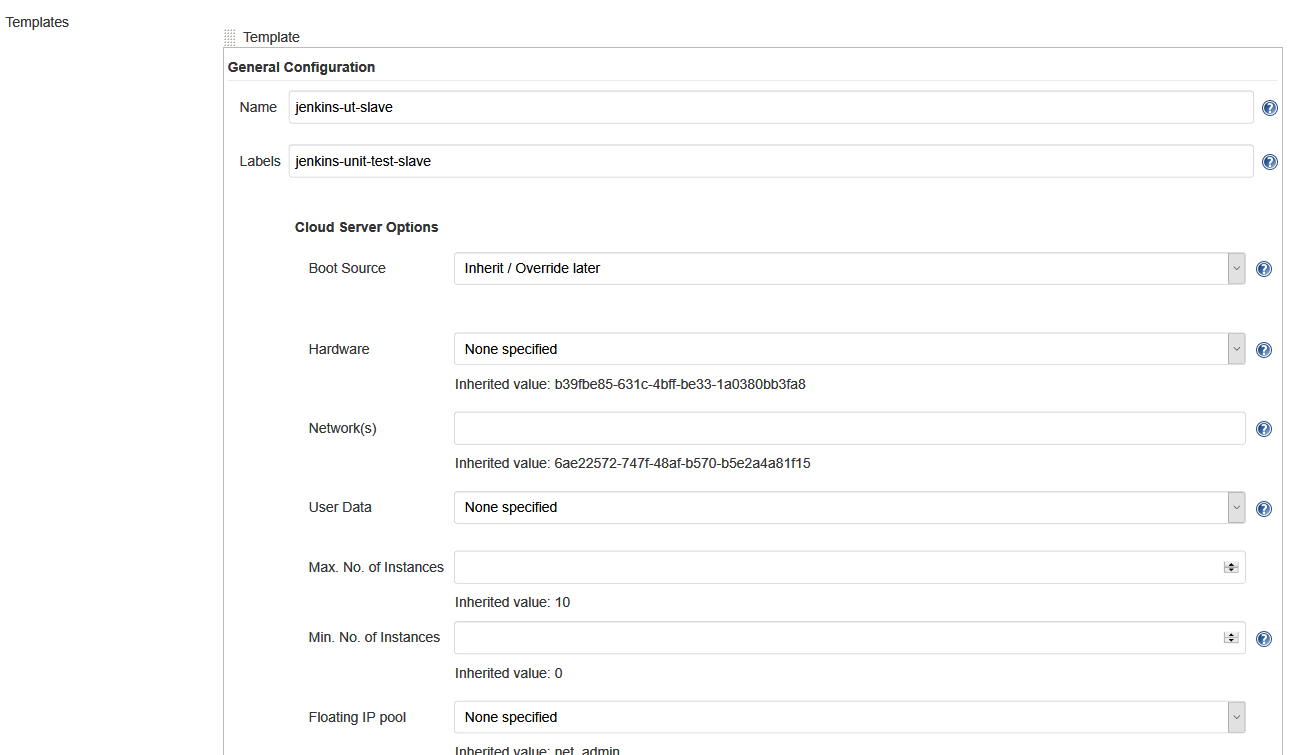 Templates
Template
General Configuration
Name jenkins-ut-slave
Labels jenkins-unit-test-slave
Cloud Server Options
Boot Source Inherit / Override later
Hardware None specified
Inherited value: b39fbe85-631c-4bff-be33-1a0380bb3fa8
Network(s)
Inherited value: 6ae22572-747f-48af-b570-b5e2a4a81f15
User Data None specified
Max. No. of Instances
Inherited value: 10
Min. No. of Instances
Inherited value: 0
Floating IP pool None specified
Inherited value: net_admin